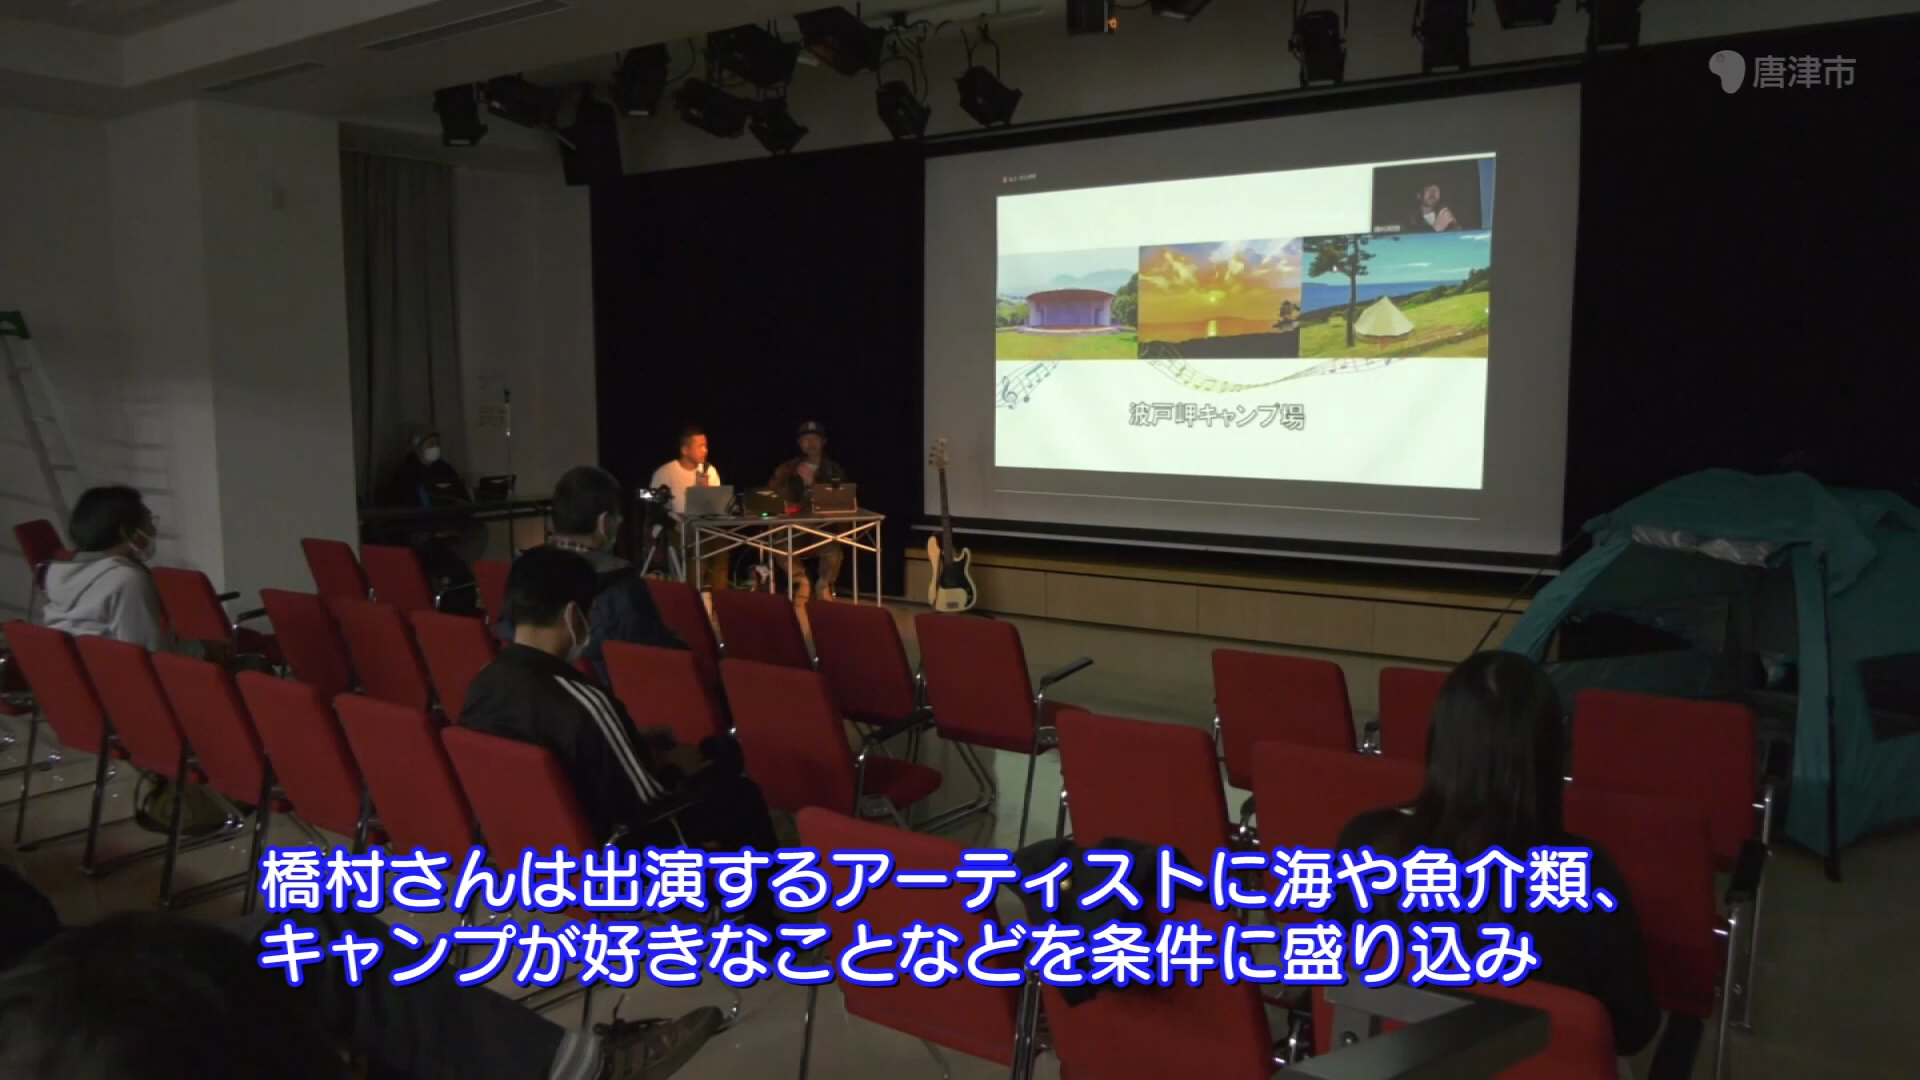 唐津市
波戸岬キャンプ場
橋村さんは出演するアーティストに海や魚介類、
キャンプが好きなことなどを条件に盛り込み